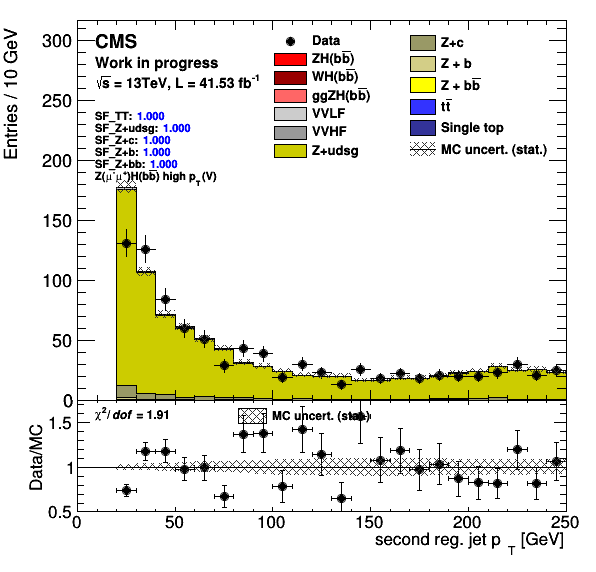 CMS
Work in progress
√s = 13TeV, L = 41.53 fb⁻¹
SF_TT: 1.000
SF_Z+udsg: 1.000
SF_Z+c: 1.000
SF_Z+b: 1.000
SF_Z+bb: 1.000
Z(μ⁻μ⁺)H(bb̅) high p_T(V)
Data
ZH(bb̅)
WH(bb̅)
ggZH(bb̅)
VVLF
VVHF
Z+udsg
Z+c
Z + b
Z + bb̅
tt̅
Single top
MC uncert. (stat.)
Entries / 10 GeV
300
250
200
150
100
50
0
χ²/dof = 1.91
MC uncert. (stat.)
Data/MC
1.5
1
0.5
0 50 100 150 200 250
second reg. jet p_T [GeV]